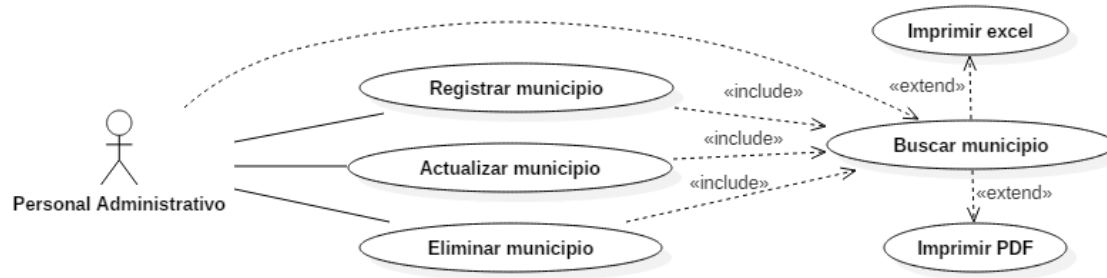 Imprimir excel
Registrar municipio
«include»
«extend»
«include»
Buscar municipio
Actualizar municipio
«include»
«extend»
Personal Administrativo
Eliminar municipio
Imprimir PDF